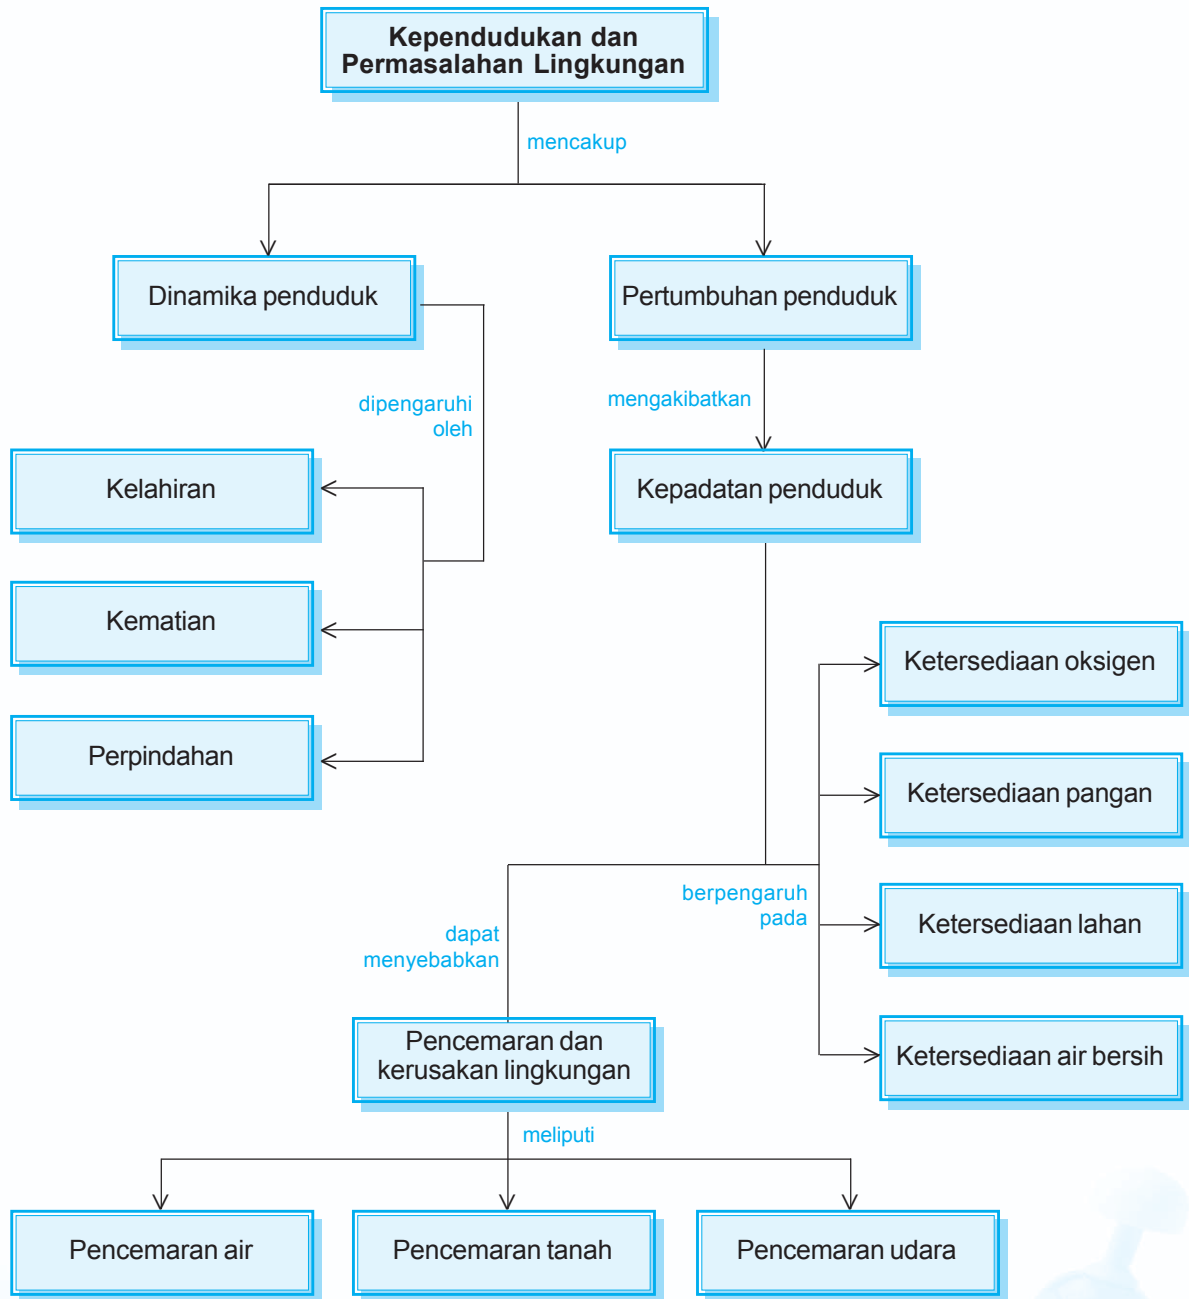 Kependudukan dan
Permasalahan Lingkungan
mencakup
Dinamika penduduk
Pertumbuhan penduduk
dipengaruhi
oleh
mengakibatkan
Kelahiran
Kepadatan penduduk
Kematian
Ketersediaan oksigen
Perpindahan
Ketersediaan pangan
berpengaruh
pada
Ketersediaan lahan
dapat
menyebabkan
Pencemaran dan
kerusakan lingkungan
Ketersediaan air bersih
meliputi
Pencemaran air
Pencemaran tanah
Pencemaran udara